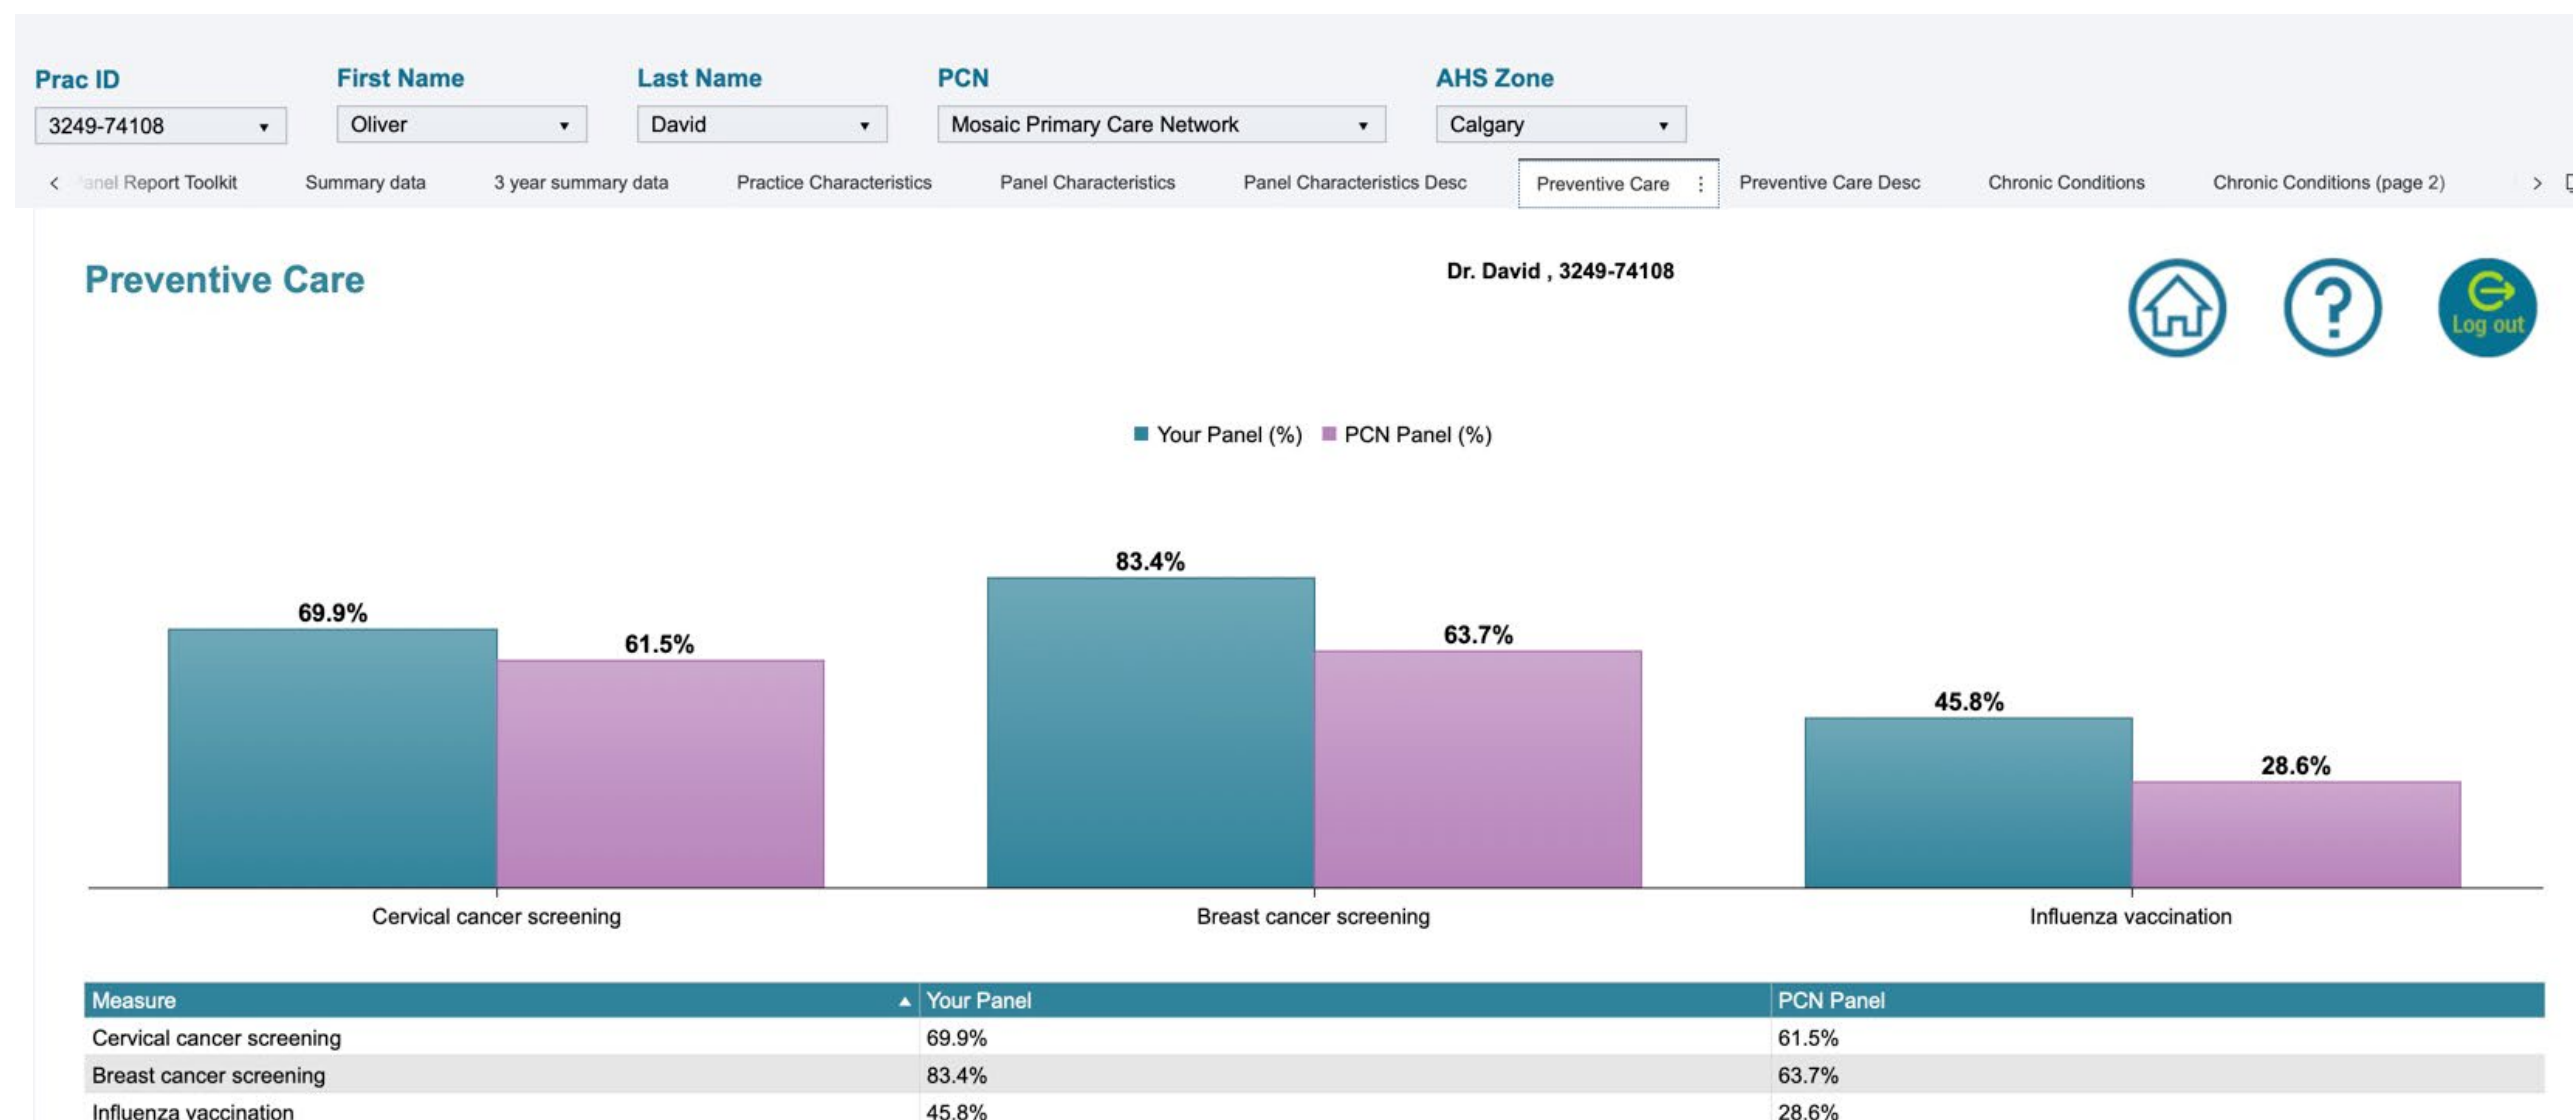 Prac ID First Name Last Name PCN AHS Zone
3249-74108 Oliver David Mosaic Primary Care Network Calgary
anel Report Toolkit Summary data 3 year summary data Practice Characteristics Panel Characteristics Panel Characteristics Desc Preventive Care Preventive Care Desc Chronic Conditions Chronic Conditions (page 2)
Preventive Care
Dr. David , 3249-74108
Log out
Your Panel (%) PCN Panel (%)
83.4%
69.9%
63.7%
61.5%
45.8%
28.6%
Cervical cancer screening Breast cancer screening Influenza vaccination
Measure Your Panel PCN Panel
Cervical cancer screening 69.9% 61.5%
Breast cancer screening 83.4% 63.7%
Influenza vaccination 45.8% 28.6%